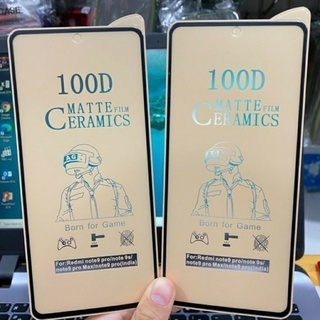 100D
MATTE FILM
CERAMICS
AG
Born for Game
For:Redmi note9 pro/note 9s/
note9 pro Max/note9 pro(India)
100D
MATTE FILM
CERAMICS
AG
Born for Game
For:Redmi note9 pro/note 9s/
note9 pro Max/note9 pro(India)